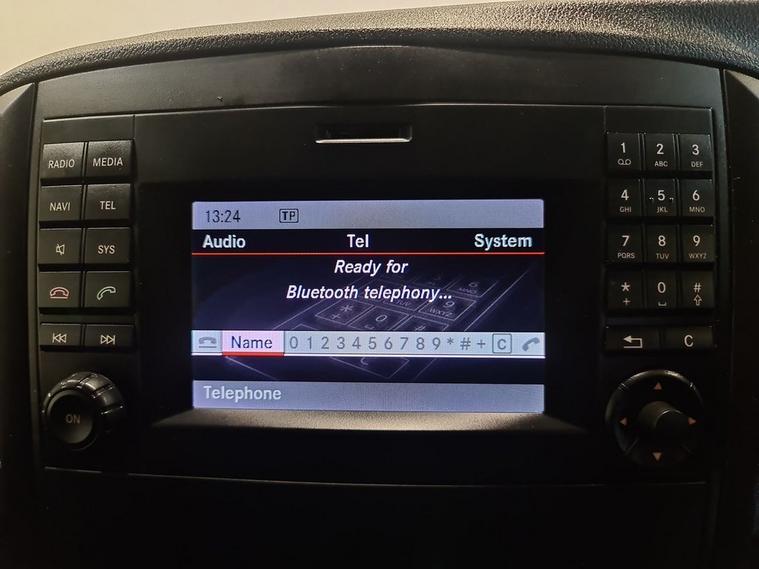 RADIO MEDIA
NAVI TEL
SYS
ON
13:24 TP
Audio Tel System
Ready for
Bluetooth telephony...
Name 0 1 2 3 4 5 6 7 8 9 * # + C
Telephone
1 2 3
ABC DEF
4 5 6
GHI JKL MNO
7 8 9
PQRS TUV WXYZ
* 0 #
+
C